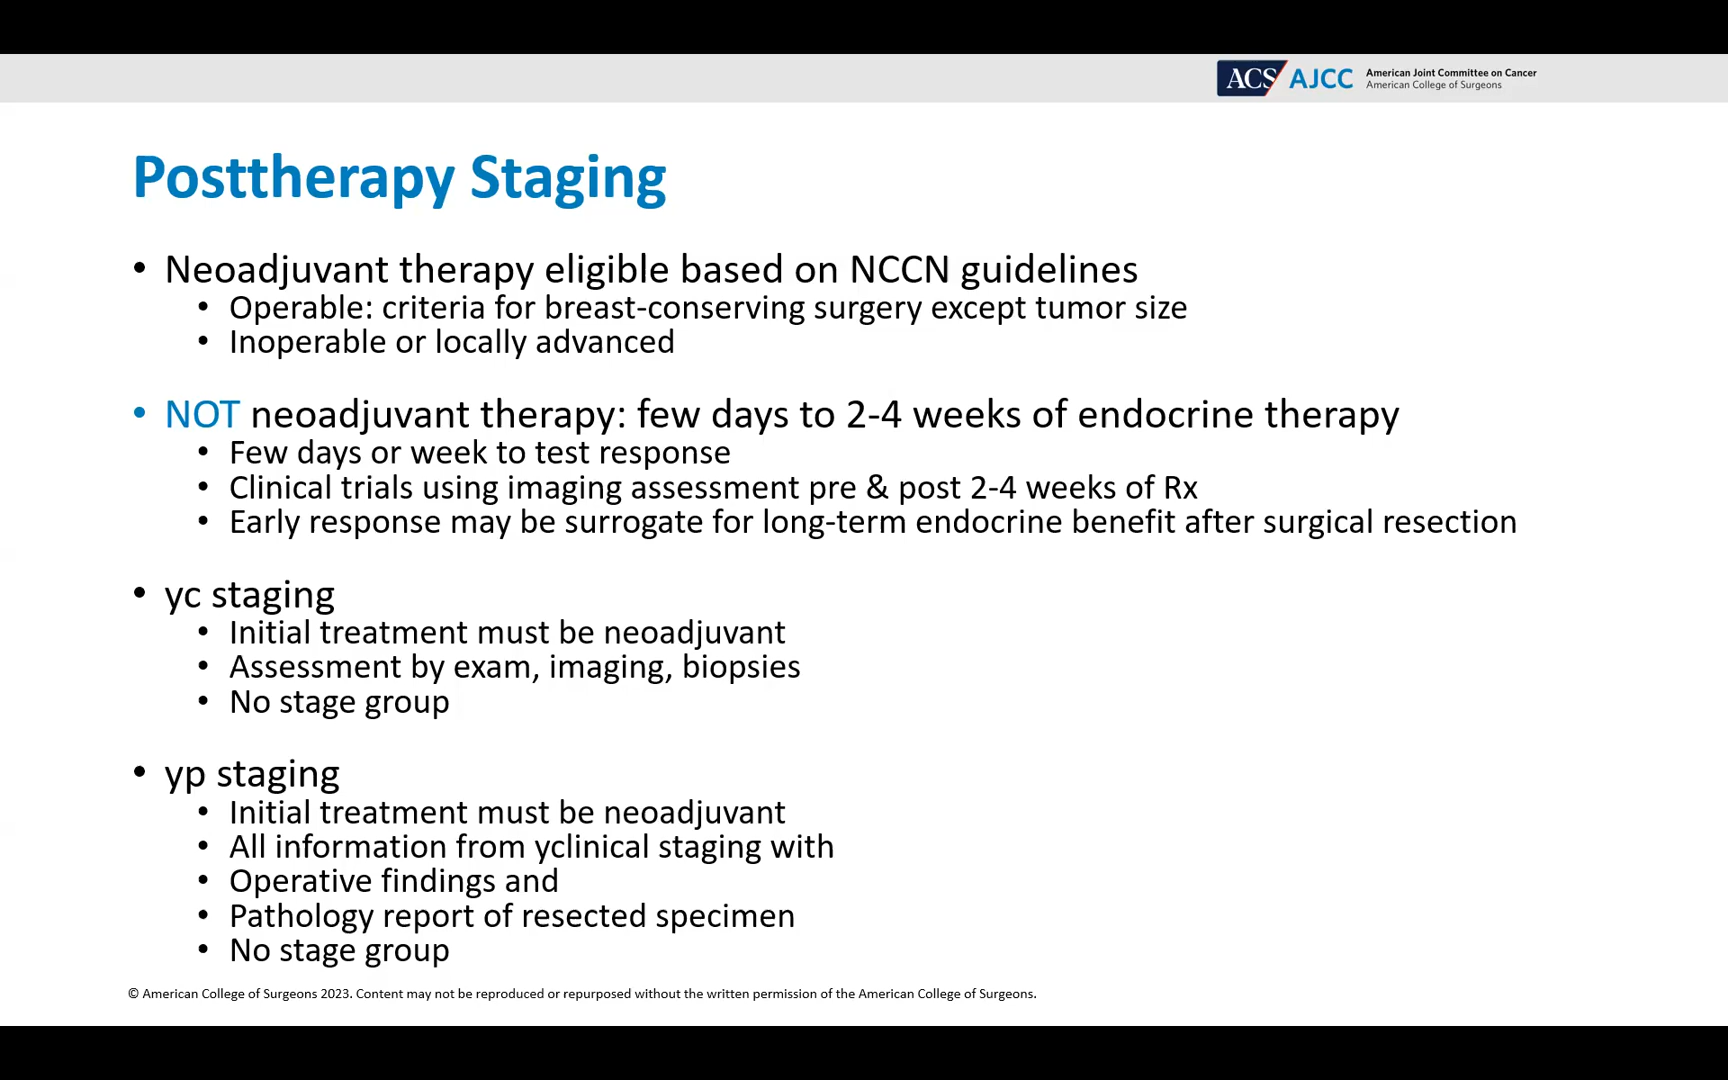 ACS AJCC American Joint Committee on Cancer
American College of Surgeons
Posttherapy Staging
• Neoadjuvant therapy eligible based on NCCN guidelines
• Operable: criteria for breast-conserving surgery except tumor size
• Inoperable or locally advanced
• NOT neoadjuvant therapy: few days to 2-4 weeks of endocrine therapy
• Few days or week to test response
• Clinical trials using imaging assessment pre & post 2-4 weeks of Rx
• Early response may be surrogate for long-term endocrine benefit after surgical resection
• yc staging
• Initial treatment must be neoadjuvant
• Assessment by exam, imaging, biopsies
• No stage group
• yp staging
• Initial treatment must be neoadjuvant
• All information from yclinical staging with
• Operative findings and
• Pathology report of resected specimen
• No stage group
© American College of Surgeons 2023. Content may not be reproduced or repurposed without the written permission of the American College of Surgeons.